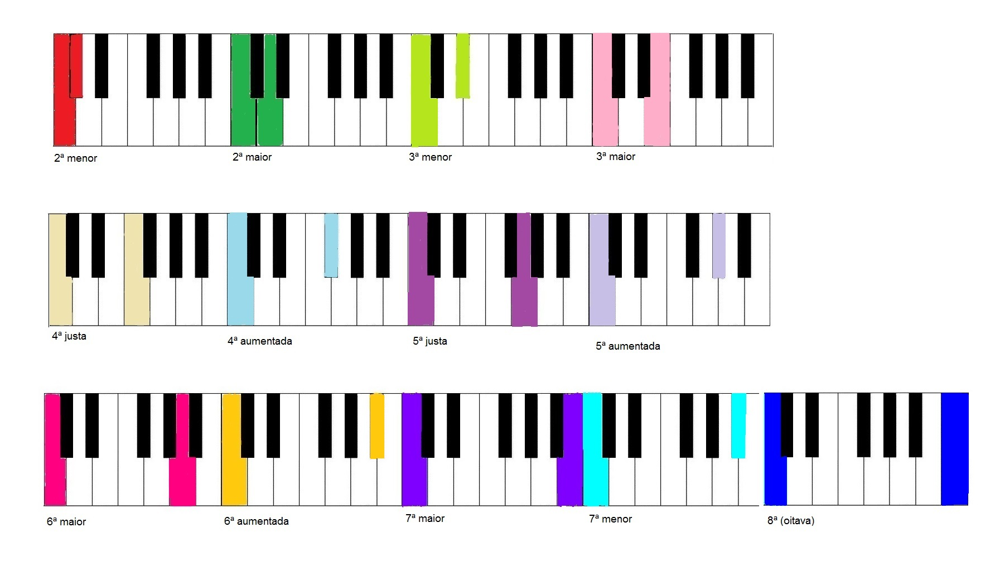 2ª menor
2ª maior
3ª menor
3ª maior
4ª justa
4ª aumentada
5ª justa
5ª aumentada
6ª maior
6ª aumentada
7ª maior
7ª menor
8ª (oitava)